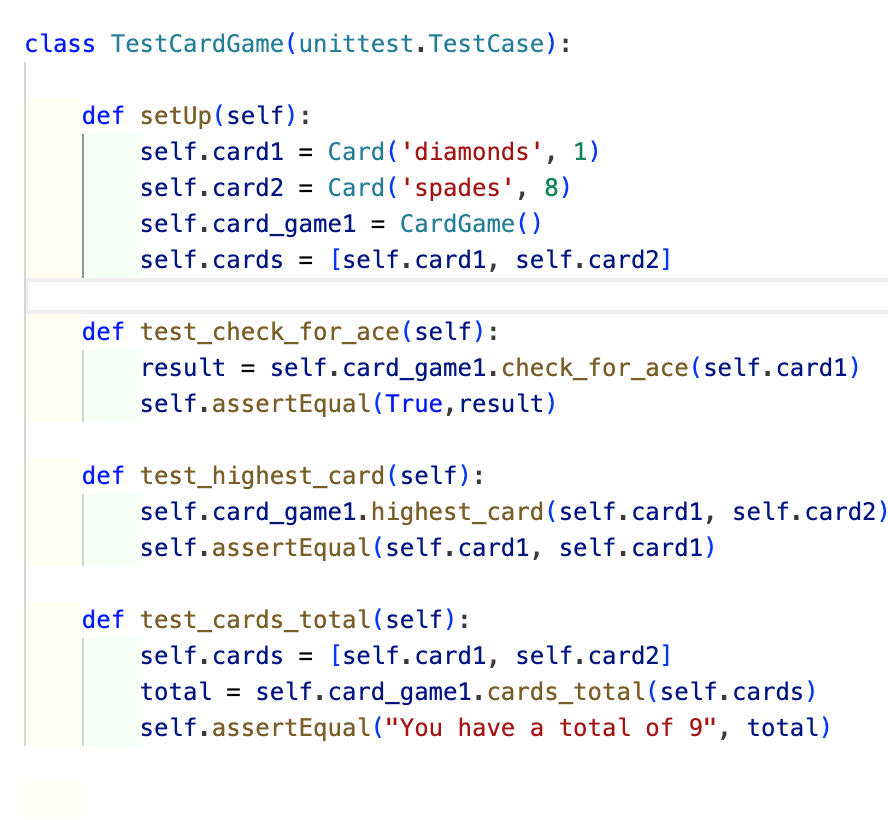 class TestCardGame(unittest.TestCase):
def setUp(self):
self.card1 = Card('diamonds', 1)
self.card2 = Card('spades', 8)
self.card_game1 = CardGame()
self.cards = [self.card1, self.card2]
def test_check_for_ace(self):
result = self.card_game1.check_for_ace(self.card1)
self.assertEqual(True,result)
def test_highest_card(self):
self.card_game1.highest_card(self.card1, self.card2)
self.assertEqual(self.card1, self.card1)
def test_cards_total(self):
self.cards = [self.card1, self.card2]
total = self.card_game1.cards_total(self.cards)
self.assertEqual("You have a total of 9", total)